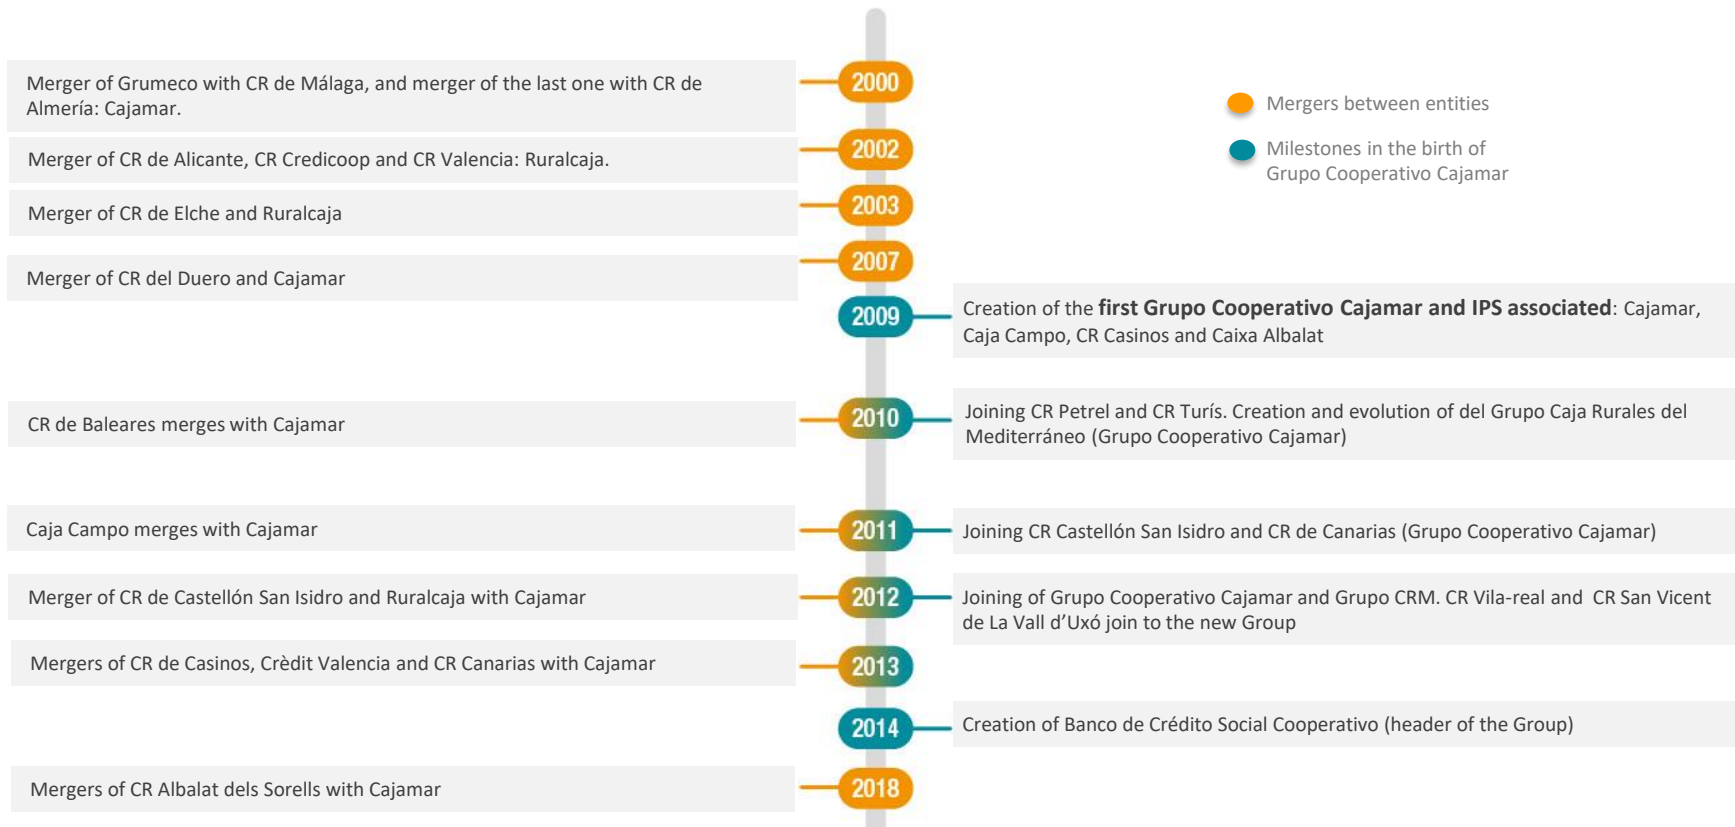 2000
Merger of Grumeco with CR de Málaga, and merger of the last one with CR de
Almería: Cajamar.
Mergers between entities
Milestones in the birth of
Grupo Cooperativo Cajamar
2002
Merger of CR de Alicante, CR Credicoop and CR Valencia: Ruralcaja.
2003
Merger of CR de Elche and Ruralcaja
2007
Merger of CR del Duero and Cajamar
2009
Creation of the first Grupo Cooperativo Cajamar and IPS associated: Cajamar,
Caja Campo, CR Casinos and Caixa Albalat
CR de Baleares merges with Cajamar
2010
Joining CR Petrel and CR Turís. Creation and evolution of del Grupo Caja Rurales del
Mediterráneo (Grupo Cooperativo Cajamar)
Caja Campo merges with Cajamar
2011
Joining CR Castellón San Isidro and CR de Canarias (Grupo Cooperativo Cajamar)
Merger of CR de Castellón San Isidro and Ruralcaja with Cajamar
2012
Joining of Grupo Cooperativo Cajamar and Grupo CRM. CR Vila-real and CR San Vicent
de La Vall d’Uxó join to the new Group
Mergers of CR de Casinos, Crèdit Valencia and CR Canarias with Cajamar
2013
2014
Creation of Banco de Crédito Social Cooperativo (header of the Group)
Mergers of CR Albalat dels Sorells with Cajamar
2018